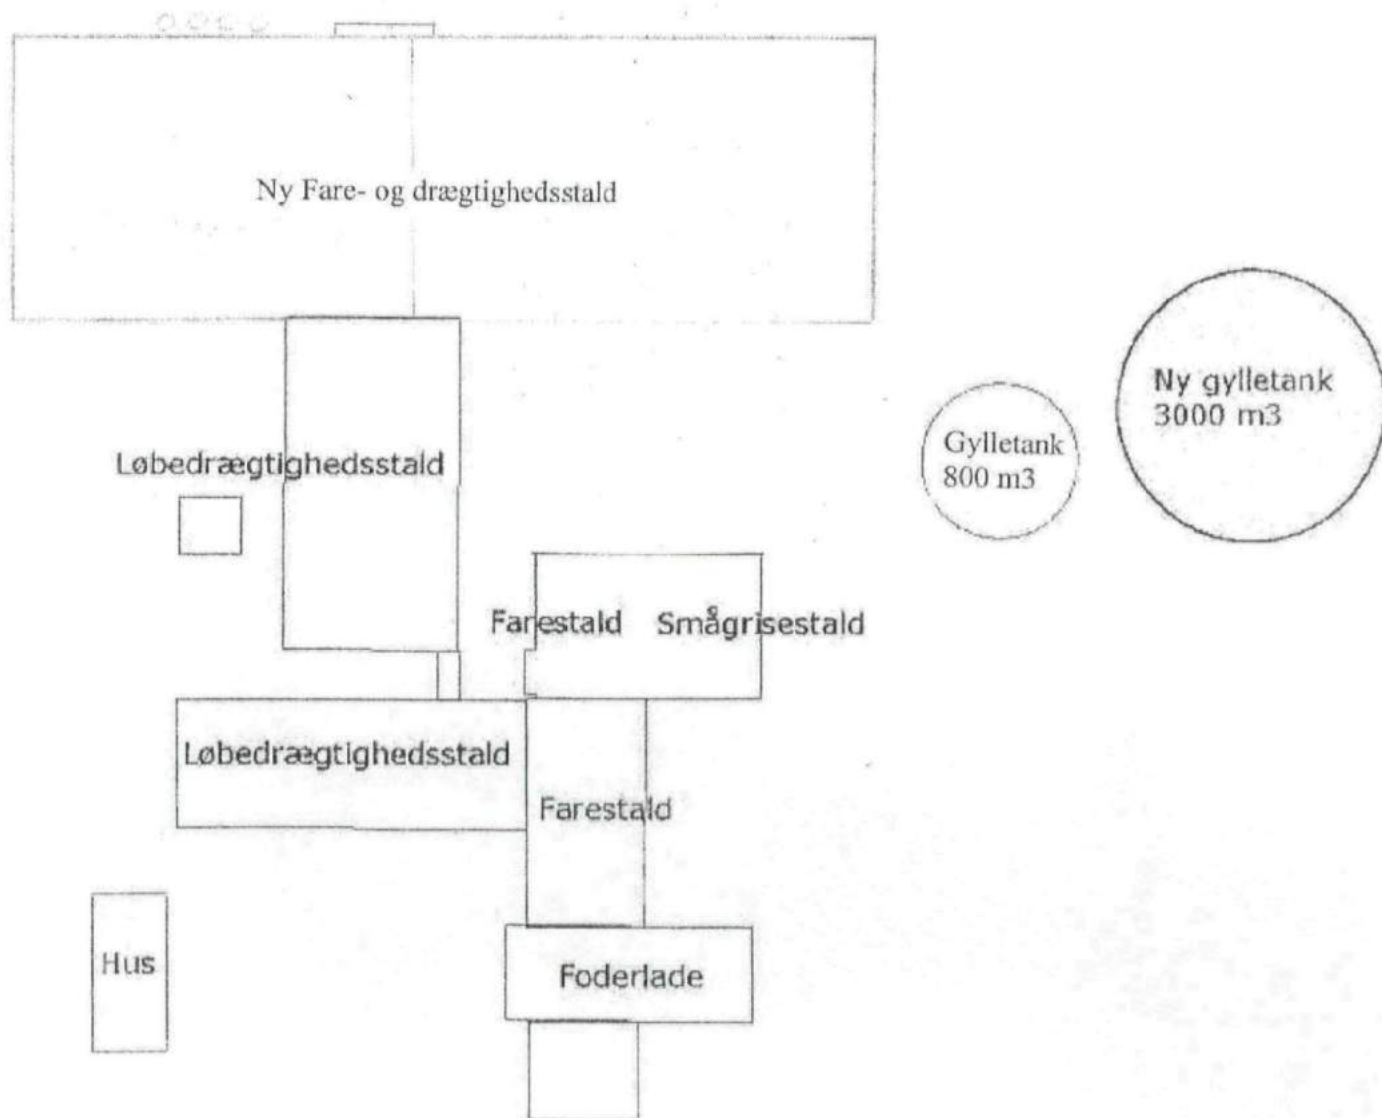 Ny Fare- og drægtighedsstald
Ny gylletank
3000 m3
Gylletank
800 m3
Løbedrægtighedsstald
Farestald
Smågrisestald
Løbedrægtighedsstald
Farestald
Hus
Foderlade